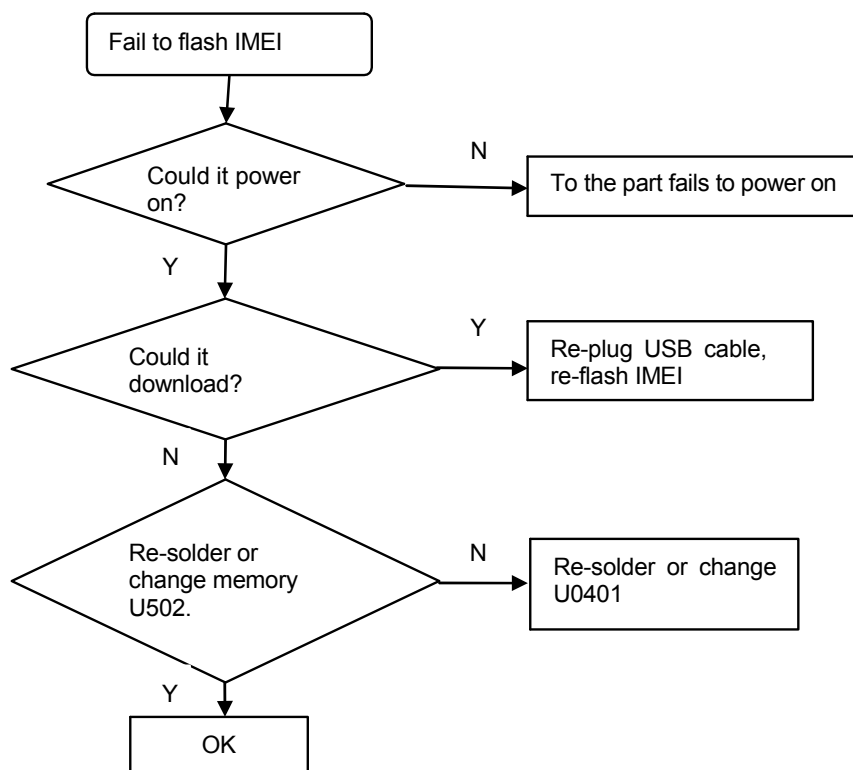 Fail to flash IMEI
N
Could it power
on?
To the part fails to power on
Y
Y
Could it
download?
Re-plug USB cable,
re-flash IMEI
N
N
Re-solder or
change memory
U502.
Re-solder or change
U0401
Y
OK